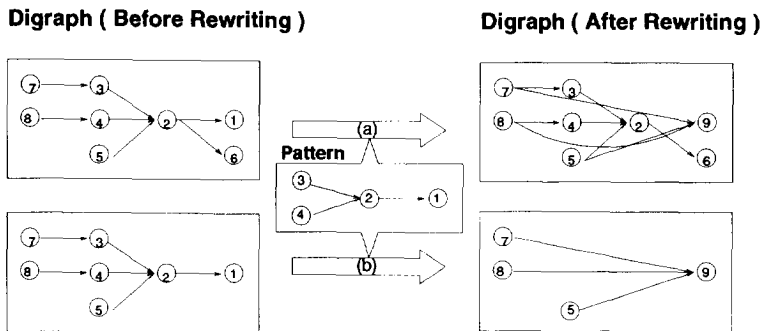 Digraph ( Before Rewriting )
Digraph ( After Rewriting )
7 3
8 4 2 1
5 6
(a)
Pattern
3
4 2 1
(b)
7 3
8 4 2 9
5 6
7 3
8 4 2 1
5
7
8 9
5